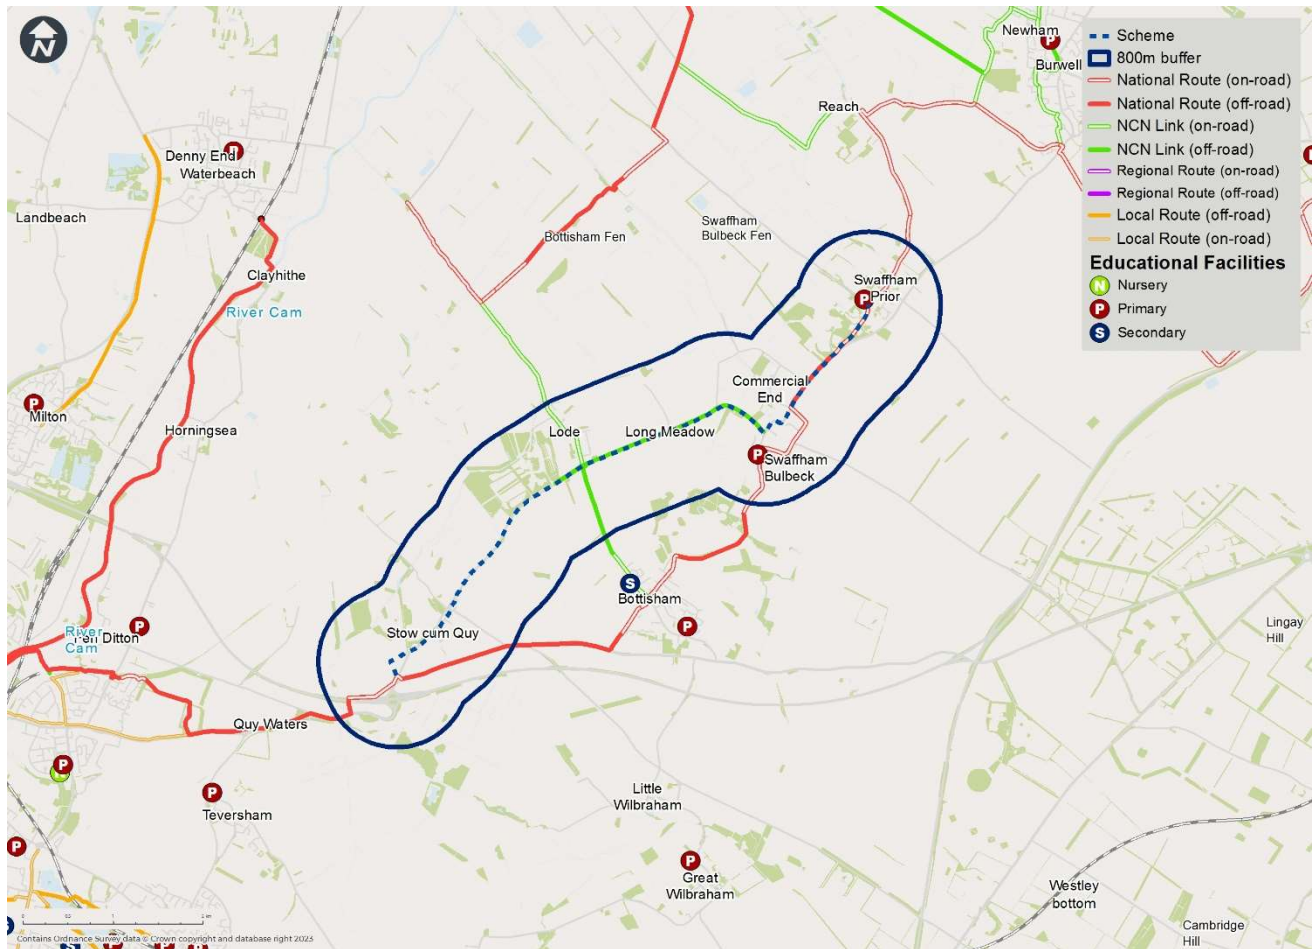 N
Scheme
800m buffer
National Route (on-road)
National Route (off-road)
NCN Link (on-road)
NCN Link (off-road)
Regional Route (on-road)
Regional Route (off-road)
Local Route (off-road)
Local Route (on-road)
Educational Facilities
N Nursery
P Primary
S Secondary
Newham
P
Burwell
Reach
Denny End
Waterbeach
Landbeach
Swaffham
Bulbeck Fen
Bottisham Fen
Clayhithe
River Cam
Swaffham
P Prior
Commercial
End
P
Milton
Horningsea
Lode
Long Meadow
P Swaffham
Bulbeck
S
Bottisham
P
P
River
Cam
Fen Ditton
Stow cum Quy
Lingay
Hill
Quy Waters
P
P
Teversham
Little
Wilbraham
P
P
Great
Wilbraham
Westley
bottom
Cambridge
Hill
Contains Ordnance Survey data © Crown copyright and database right 2023